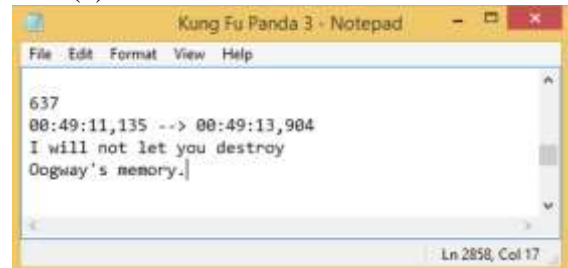 Kung Fu Panda 3 - Notepad
File Edit Format View Help
637
00:49:11,135 --> 00:49:13,904
I will not let you destroy
Oogway's memory.
Ln 2858, Col 17